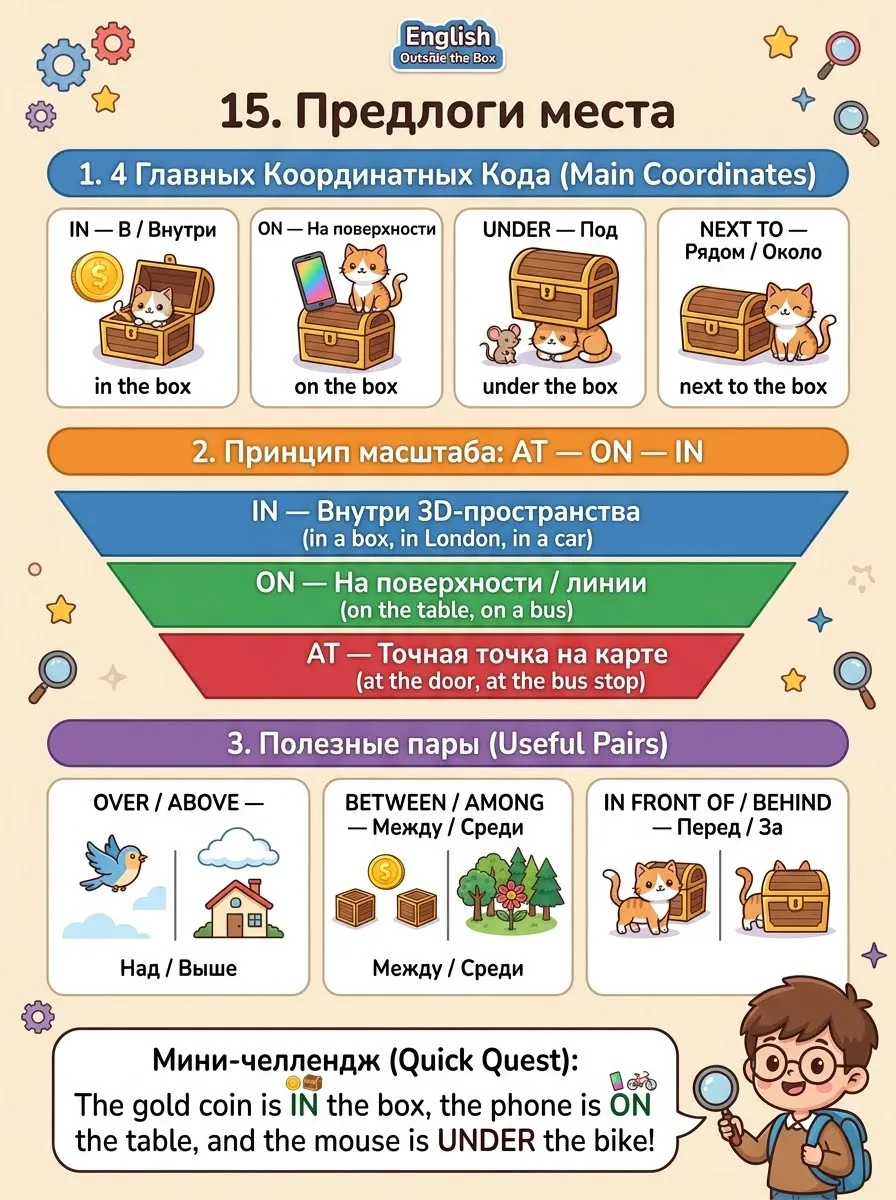 English
Outside the Box
15. Предлоги места
1. 4 Главных Координатных Кода (Main Coordinates)
IN — В / Внутри
in the box
ON — На поверхности
on the box
UNDER — Под
under the box
NEXT TO —
Рядом / Около
next to the box
2. Принцип масштаба: AT — ON — IN
IN — Внутри 3D-пространства
(in a box, in London, in a car)
ON — На поверхности / линии
(on the table, on a bus)
AT — Точная точка на карте
(at the door, at the bus stop)
3. Полезные пары (Useful Pairs)
OVER / ABOVE —
Над / Выше
BETWEEN / AMONG
— Между / Среди
Между / Среди
IN FRONT OF / BEHIND
— Перед / За
Мини-челлендж (Quick Quest):
The gold coin is IN the box, the phone is ON
the table, and the mouse is UNDER the bike!